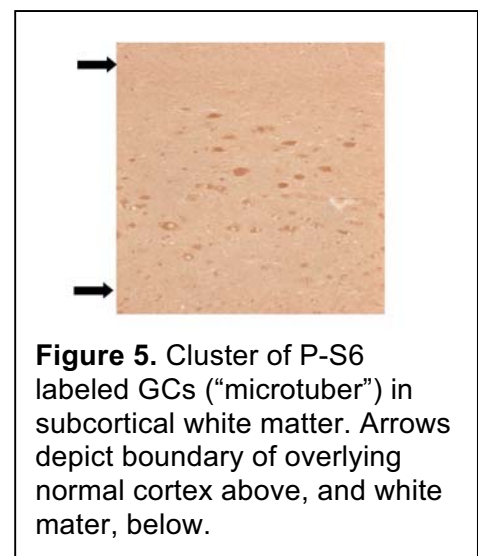 Figure 5. Cluster of P-S6
labeled GCs (“microtuber”) in
subcortical white matter. Arrows
depict boundary of overlying
normal cortex above, and white
mater, below.